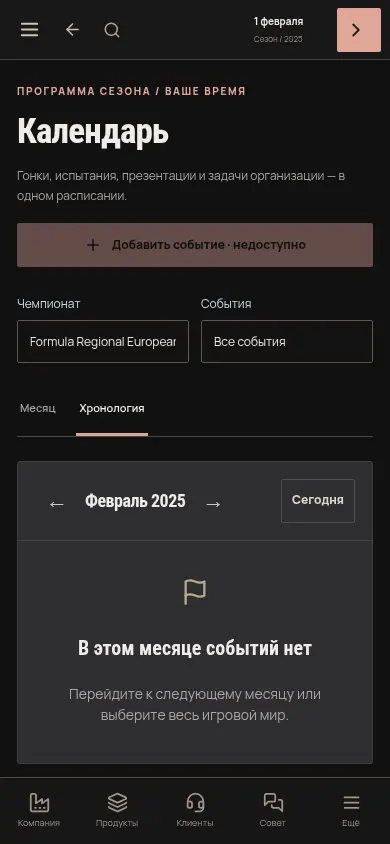 1 февраля
Сезон / 2025
ПРОГРАММА СЕЗОНА / ВАШЕ ВРЕМЯ
Календарь
Гонки, испытания, презентации и задачи организации — в
одном расписании.
Добавить событие · недоступно
Чемпионат
События
Formula Regional European
Все события
Месяц
Хронология
← Февраль 2025 →
Сегодня
В этом месяце событий нет
Перейдите к следующему месяцу или
выберите весь игровой мир.
Компания
Продукты
Клиенты
Совет
Ещё